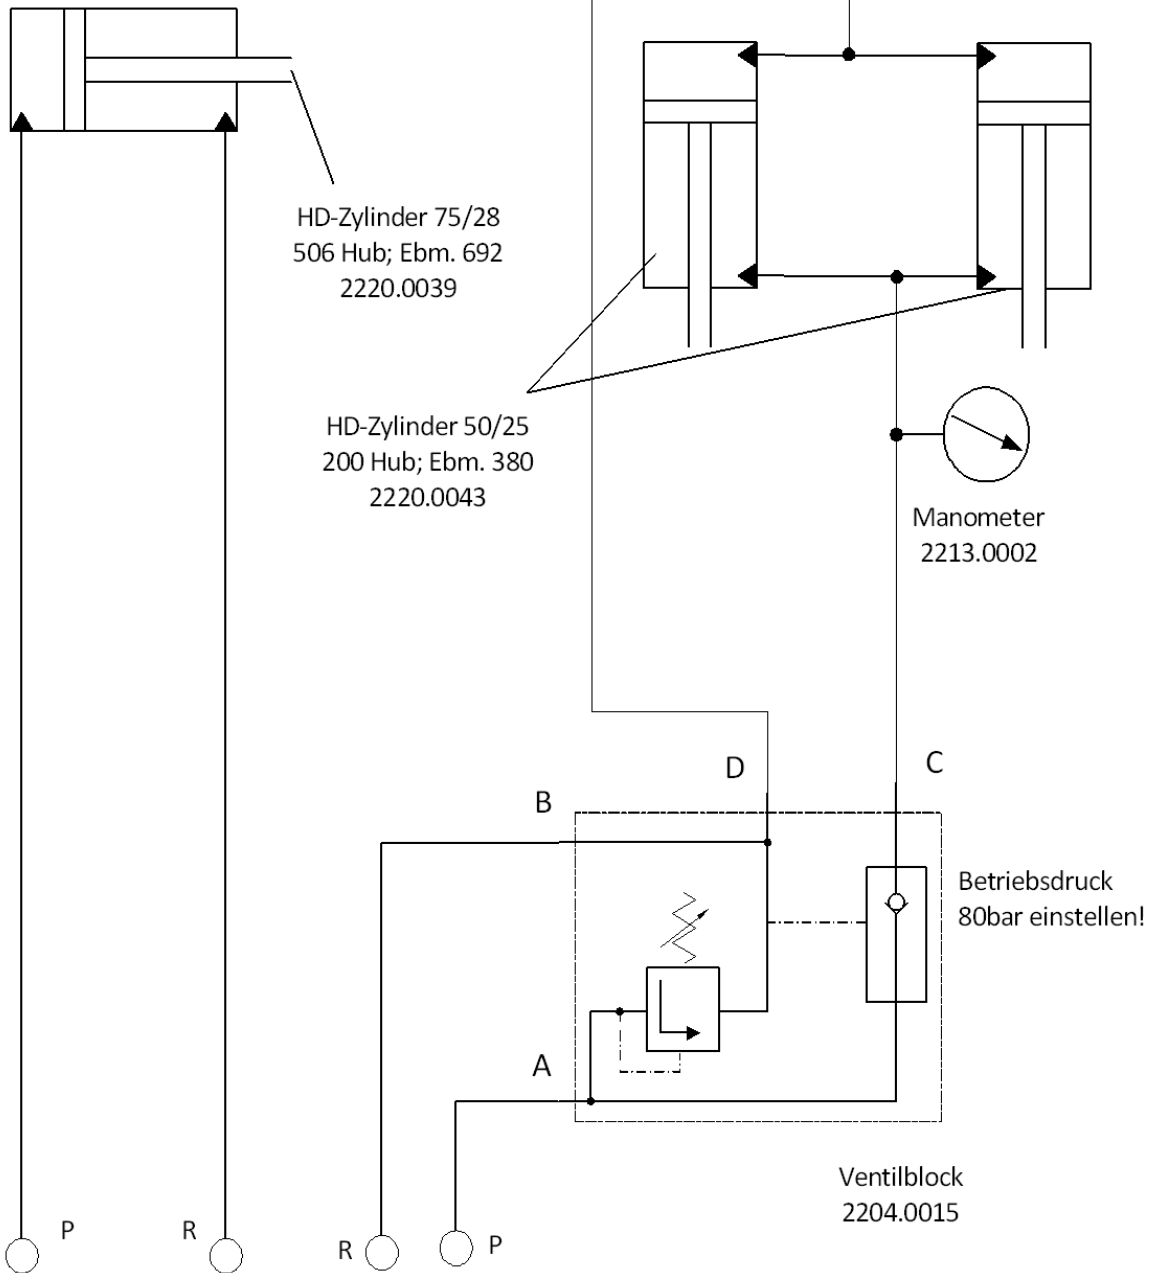 HD-Zylinder 75/28
506 Hub; Ebm. 692
2220.0039
HD-Zylinder 50/25
200 Hub; Ebm. 380
2220.0043
Manometer
2213.0002
D
C
B
Betriebsdruck
80bar einstellen!
A
Ventilblock
2204.0015
P
R
R
P